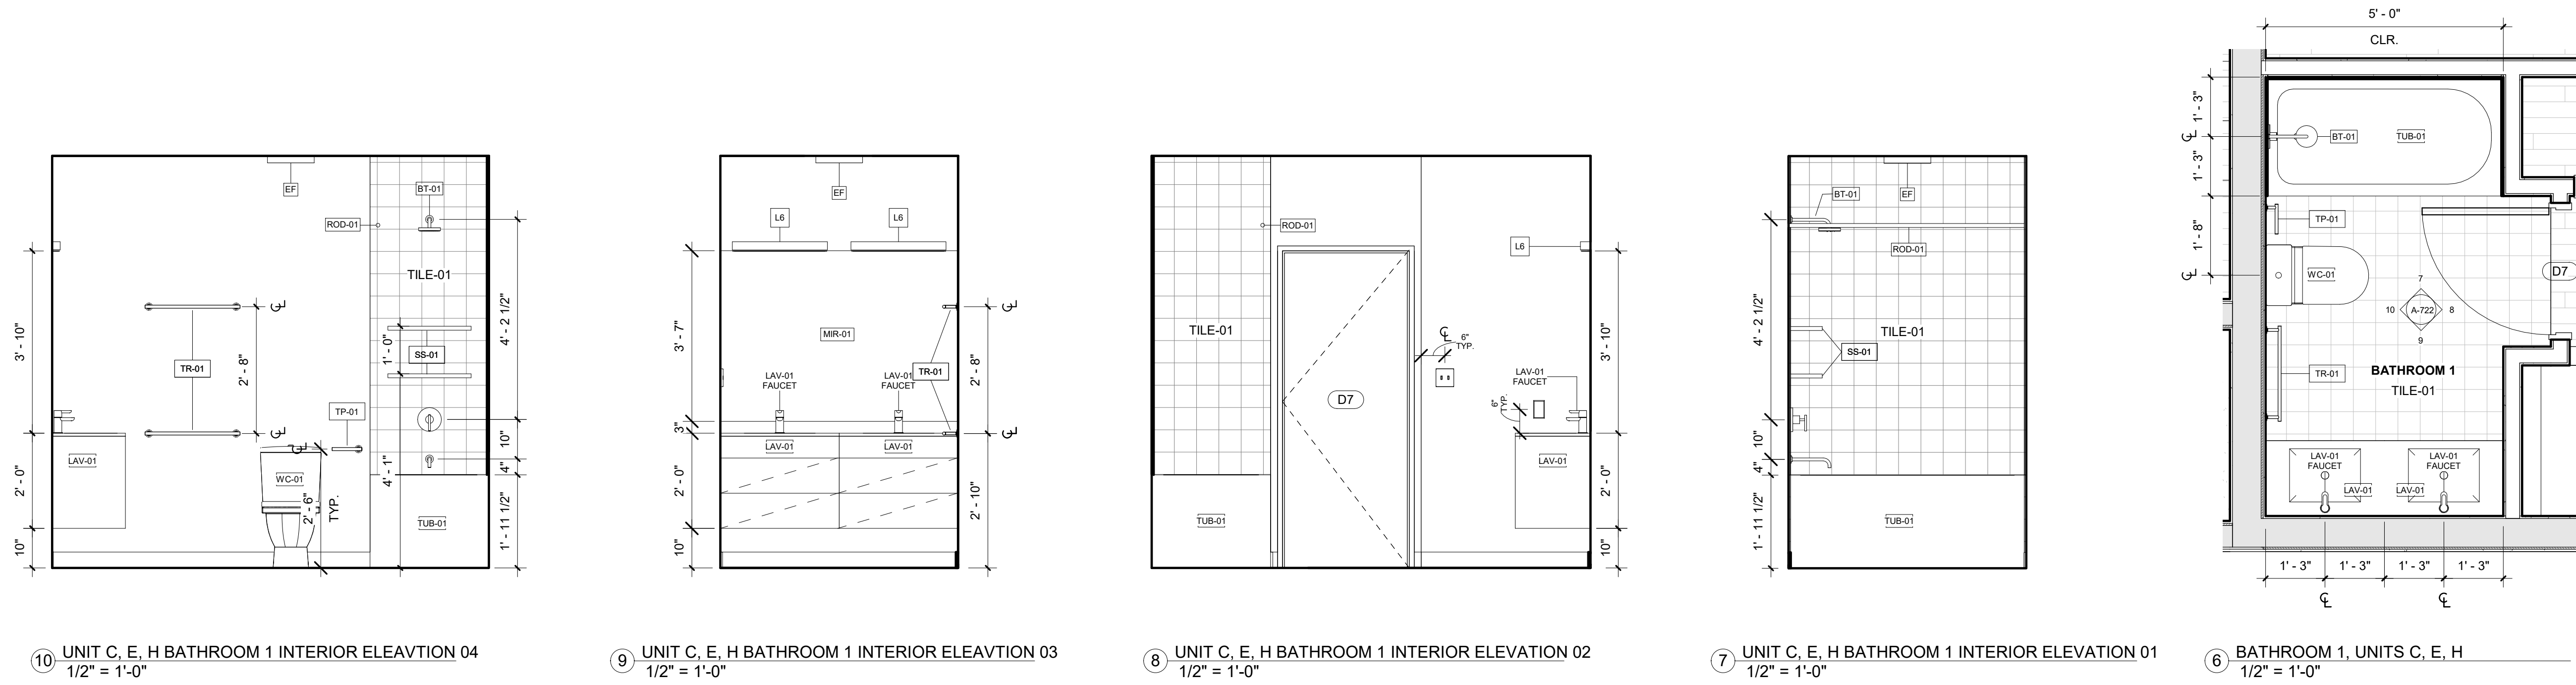 EF
BT-01
ROD-01
TILE-01
3' - 10"
TR-01
2' - 8"
1' - 0"
SS-01
4' - 2 1/2"
TP-01
LAV-01
WC-01
2' - 0"
2' - 6"
TYP.
4' - 1"
10"
4"
TUB-01
1' - 11 1/2"
10"
10
UNIT C, E, H BATHROOM 1 INTERIOR ELEAVTION 04
1/2" = 1'-0"
EF
L6
L6
3' - 7"
MIR-01
LAV-01
FAUCET
LAV-01
FAUCET
TR-01
2' - 8"
3"
LAV-01
LAV-01
2' - 0"
2' - 10"
10"
9
UNIT C, E, H BATHROOM 1 INTERIOR ELEAVTION 03
1/2" = 1'-0"
ROD-01
L6
TILE-01
6"
TYP.
3' - 10"
LAV-01
FAUCET
D7
6"
TYP.
LAV-01
2' - 0"
TUB-01
10"
8
UNIT C, E, H BATHROOM 1 INTERIOR ELEVATION 02
1/2" = 1'-0"
BT-01
EF
ROD-01
4' - 2 1/2"
TILE-01
SS-01
10"
4"
1' - 11 1/2"
TUB-01
7
UNIT C, E, H BATHROOM 1 INTERIOR ELEVATION 01
1/2" = 1'-0"
5' - 0"
CLR.
1' - 3"
BT-01
TUB-01
1' - 3"
TP-01
1' - 8"
WC-01
D7
7
10
A-722
8
9
TR-01
BATHROOM 1
TILE-01
LAV-01
FAUCET
LAV-01
FAUCET
LAV-01
LAV-01
1' - 3"
1' - 3"
1' - 3"
1' - 3"
6
BATHROOM 1, UNITS C, E, H
1/2" = 1'-0"